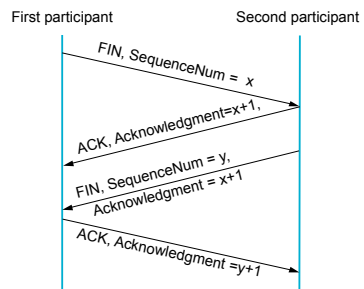 First participant
Second participant
FIN, SequenceNum = x
ACK, Acknowledgment=x+1,
FIN, SequenceNum = y,
Acknowledgment = x+1
ACK, Acknowledgment =y+1